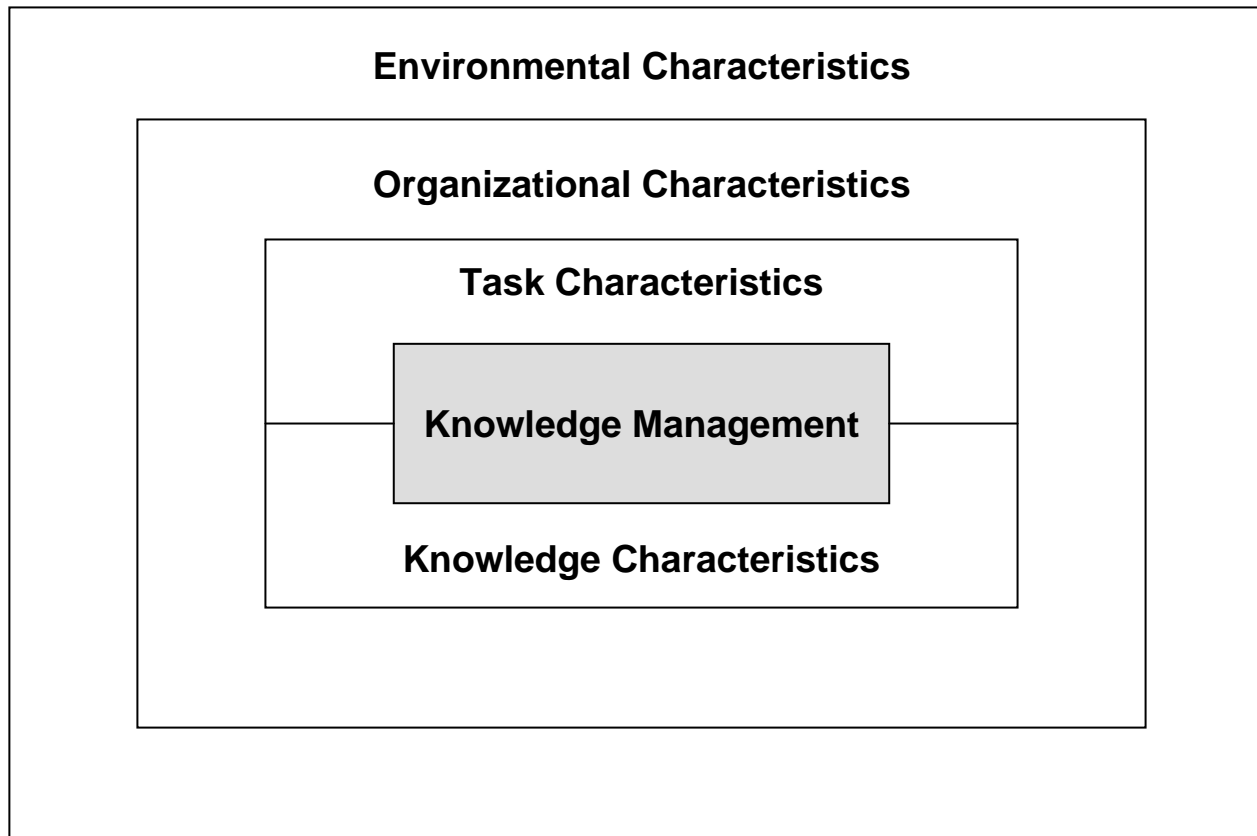 Environmental Characteristics
Organizational Characteristics
Task Characteristics
Knowledge Management
Knowledge Characteristics